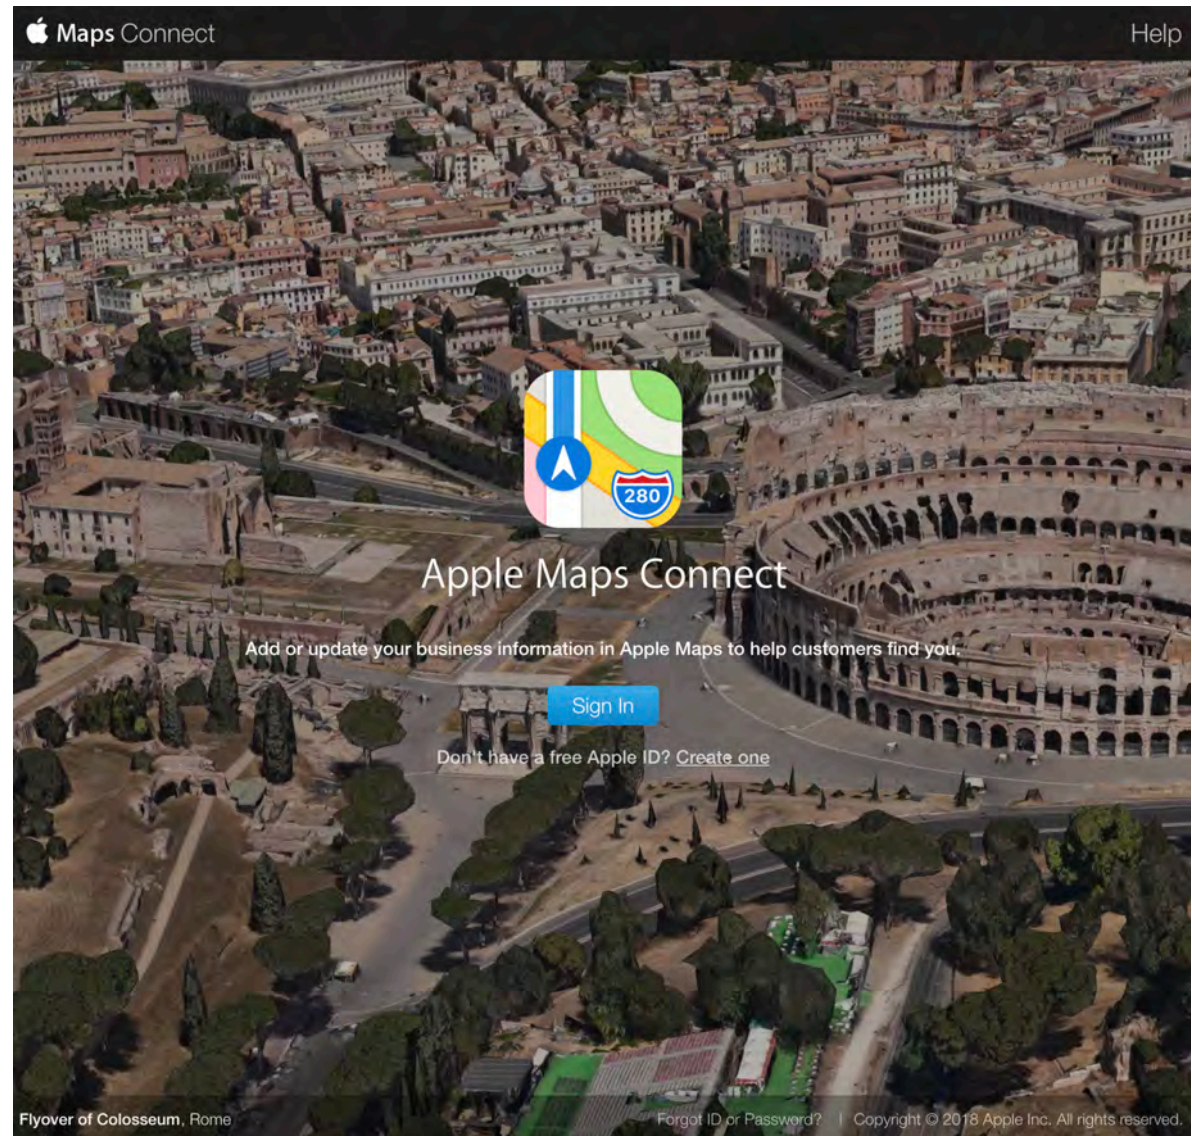 Maps Connect
Help
280
Apple Maps Connect
Add or update your business information in Apple Maps to help customers find you.
Sign In
Don't have a free Apple ID? Create one
Flyover of Colosseum, Rome
Forgot ID or Password? | Copyright © 2018 Apple Inc. All rights reserved.